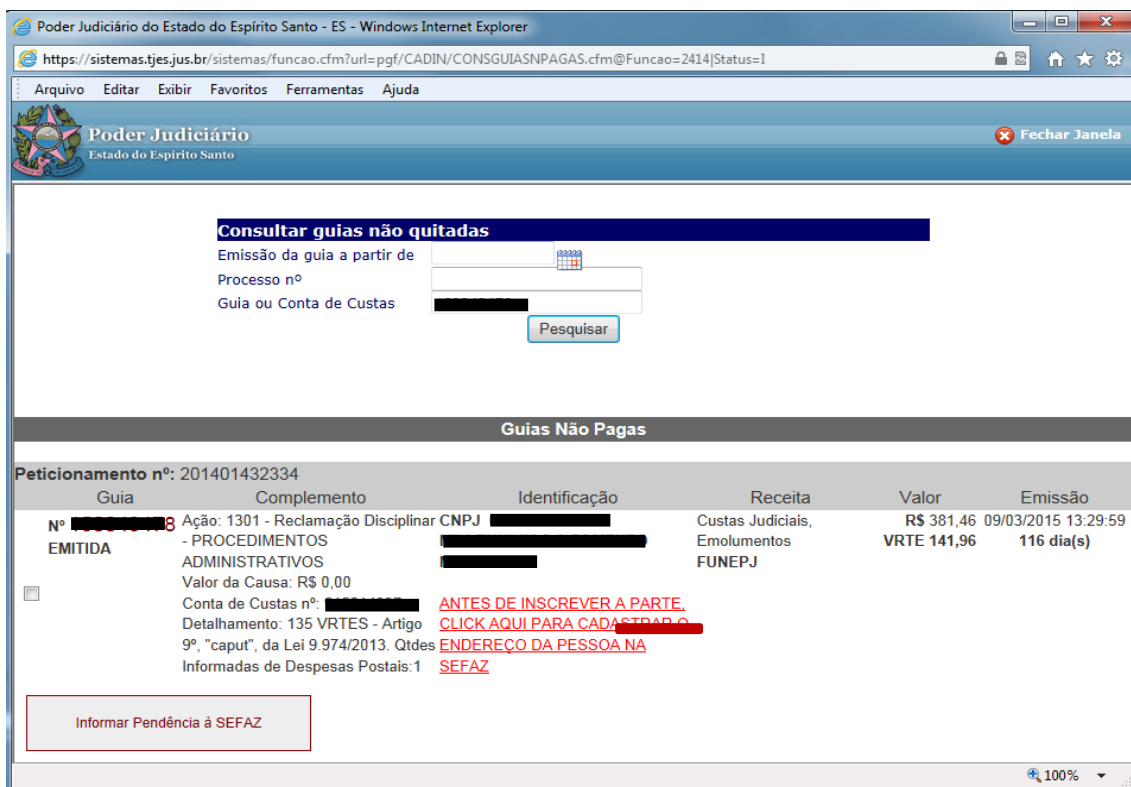 Poder Judiciário do Estado do Espírito Santo - ES - Windows Internet Explorer
https://sistemas.tjes.jus.br/sistemas/funcao.cfm?url=pgf/CADIN/CONSGUIASNPAGAS.cfm@Funcao=2414|Status=I
Arquivo Editar Exibir Favoritos Ferramentas Ajuda
Poder Judiciário
Estado do Espírito Santo
Fechar Janela
Consultar guias não quitadas
Emissão da guia a partir de
Processo nº
Guia ou Conta de Custas
Pesquisar
Guias Não Pagas
Peticionamento nº: 201401432334
Guia Complemento Identificação Receita Valor Emissão
Nº 8 Ação: 1301 - Reclamação Disciplinar CNPJ Custas Judiciais, R$ 381,46 09/03/2015 13:29:59
EMITIDA - PROCEDIMENTOS Emolumentos VRTE 141,96 116 dia(s)
ADMINISTRATIVOS FUNEPJ
Valor da Causa: R$ 0,00
Conta de Custas nº: ANTES DE INSCREVER A PARTE,
Detalhamento: 135 VRTES - Artigo CLICK AQUI PARA CADASTRAR O
9º, "caput", da Lei 9.974/2013. Qtdes ENDEREÇO DA PESSOA NA
Informadas de Despesas Postais:1 SEFAZ
Informar Pendência á SEFAZ
100%